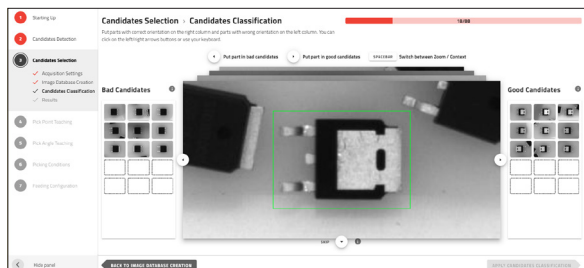 1 Starting Up
2 Candidates Detection
3 Candidates Selection
Acquisition Settings
Image Database Creation
Candidates Classification
Results
4 Pick Point Teaching
5 Pick Angle Teaching
6 Picking Conditions
7 Feeding Configuration
Hide panel
Candidates Selection > Candidates Classification
18/88
Put parts with correct orientation on the right column and parts with wrong orientation on the left column. You can
click on the left/right arrows buttons or use your keyboard.
Put part in bad candidates
Put part in good candidates
SPACEBAR Switch between Zoom / Context
Bad Candidates
Good Candidates
SKIP
BACK TO IMAGE DATABASE CREATION
APPLY CANDIDATES CLASSIFICATION